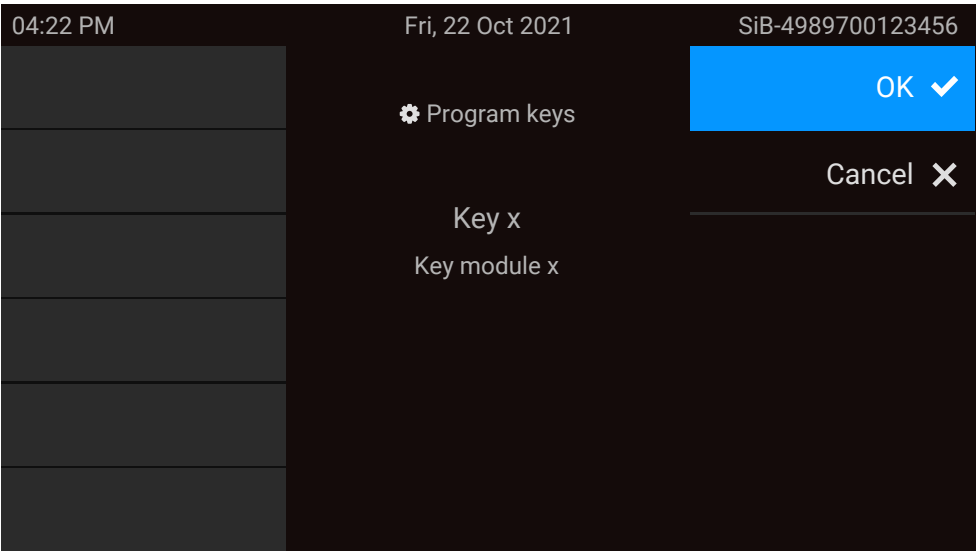 04:22 PM Fri, 22 Oct 2021 SiB-4989700123456
OK
Program keys
Cancel
Key x
Key module x